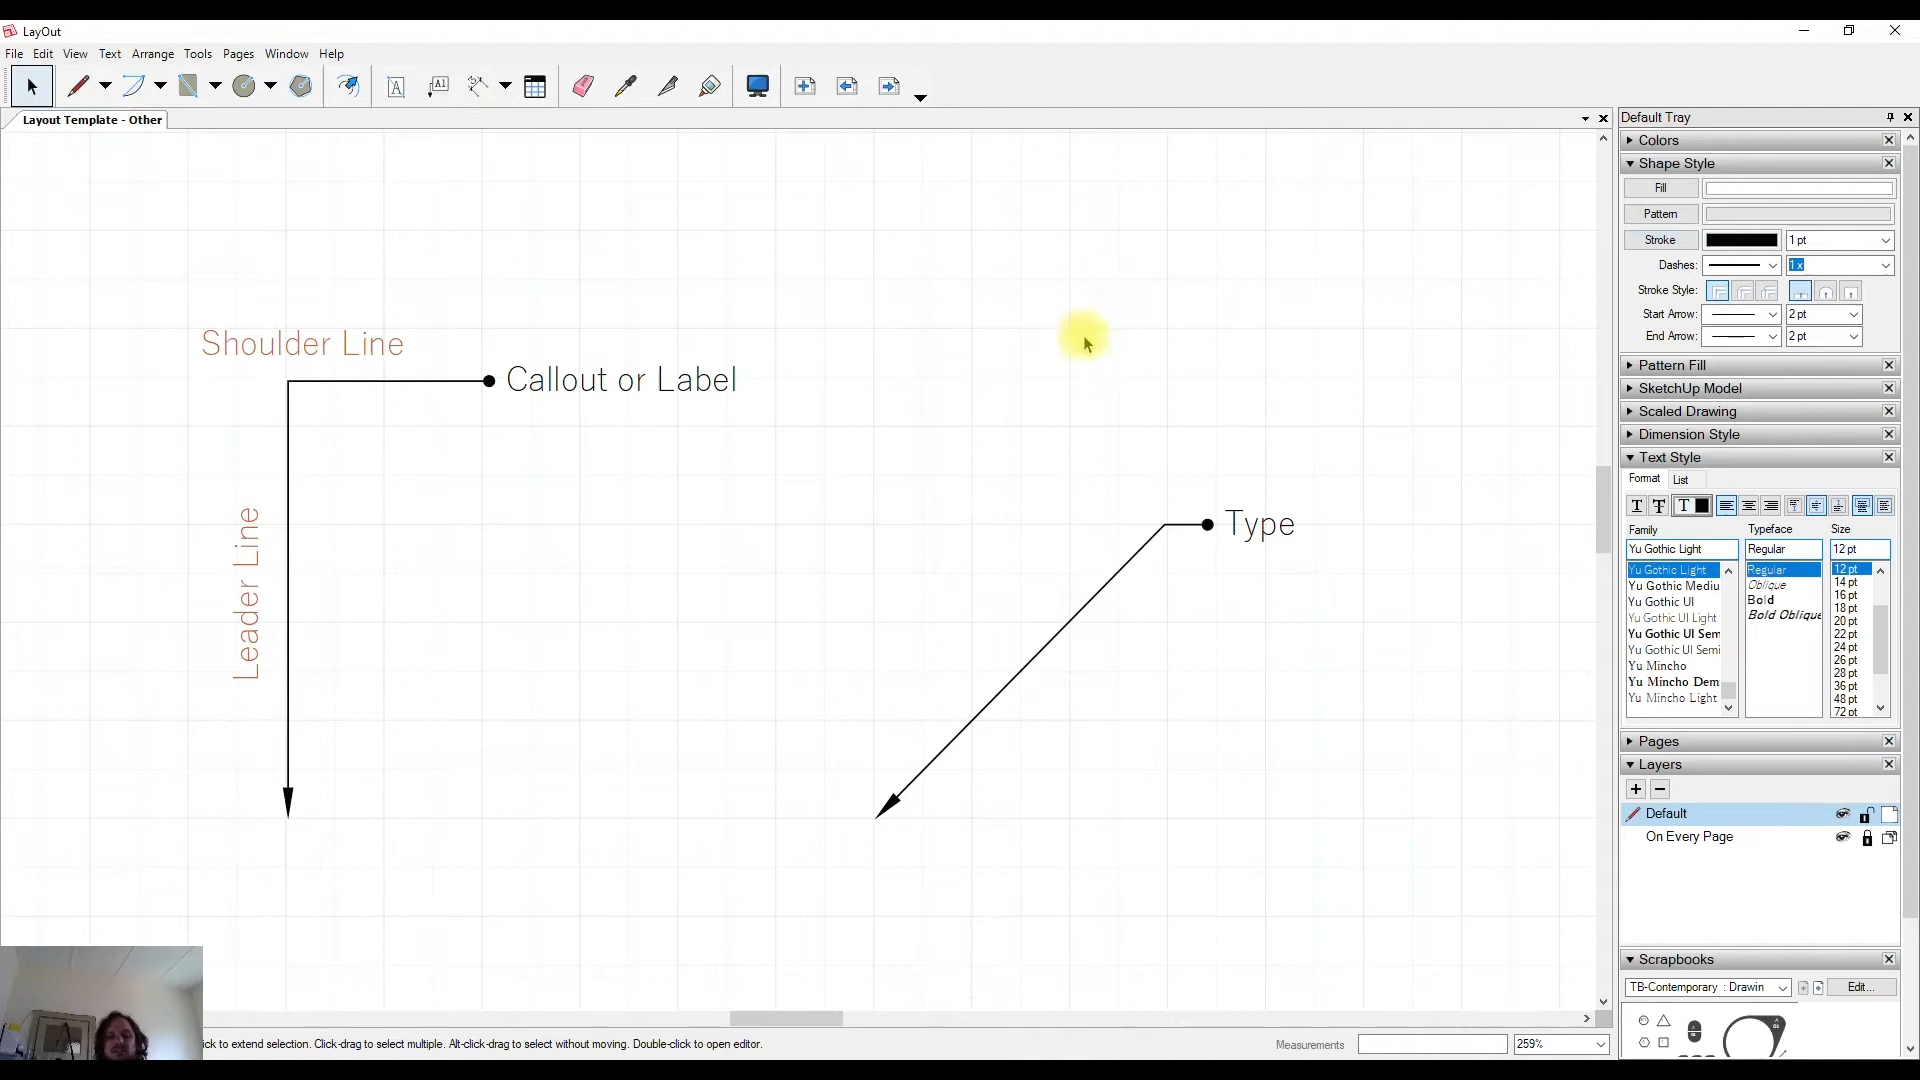 LayOut
File Edit View Text Arrange Tools Pages Window Help
Layout Template - Other
Shoulder Line
Callout or Label
Leader Line
Type
Default Tray
Colors
Shape Style
Fill
Pattern
Stroke 1 pt
Dashes: 1 x
Stroke Style:
Start Arrow: 2 pt
End Arrow: 2 pt
Pattern Fill
SketchUp Model
Scaled Drawing
Dimension Style
Text Style
Format List
Family Typeface Size
Yu Gothic Light Regular 12 pt
Yu Gothic Light Regular 12 pt
Yu Gothic Mediu Oblique 14 pt
Yu Gothic UI Bold 16 pt
Yu Gothic UI Light Bold Oblique 18 pt
Yu Gothic UI Sem 20 pt
Yu Gothic UI Semi 22 pt
Yu Mincho 24 pt
Yu Mincho Dem 26 pt
Yu Mincho Light 28 pt
36 pt
48 pt
72 pt
Pages
Layers
Default
On Every Page
Scrapbooks
TB-Contemporary : Drawin Edit...
ick to extend selection. Click-drag to select multiple. Alt-click-drag to select without moving. Double-click to open editor.
Measurements 259%